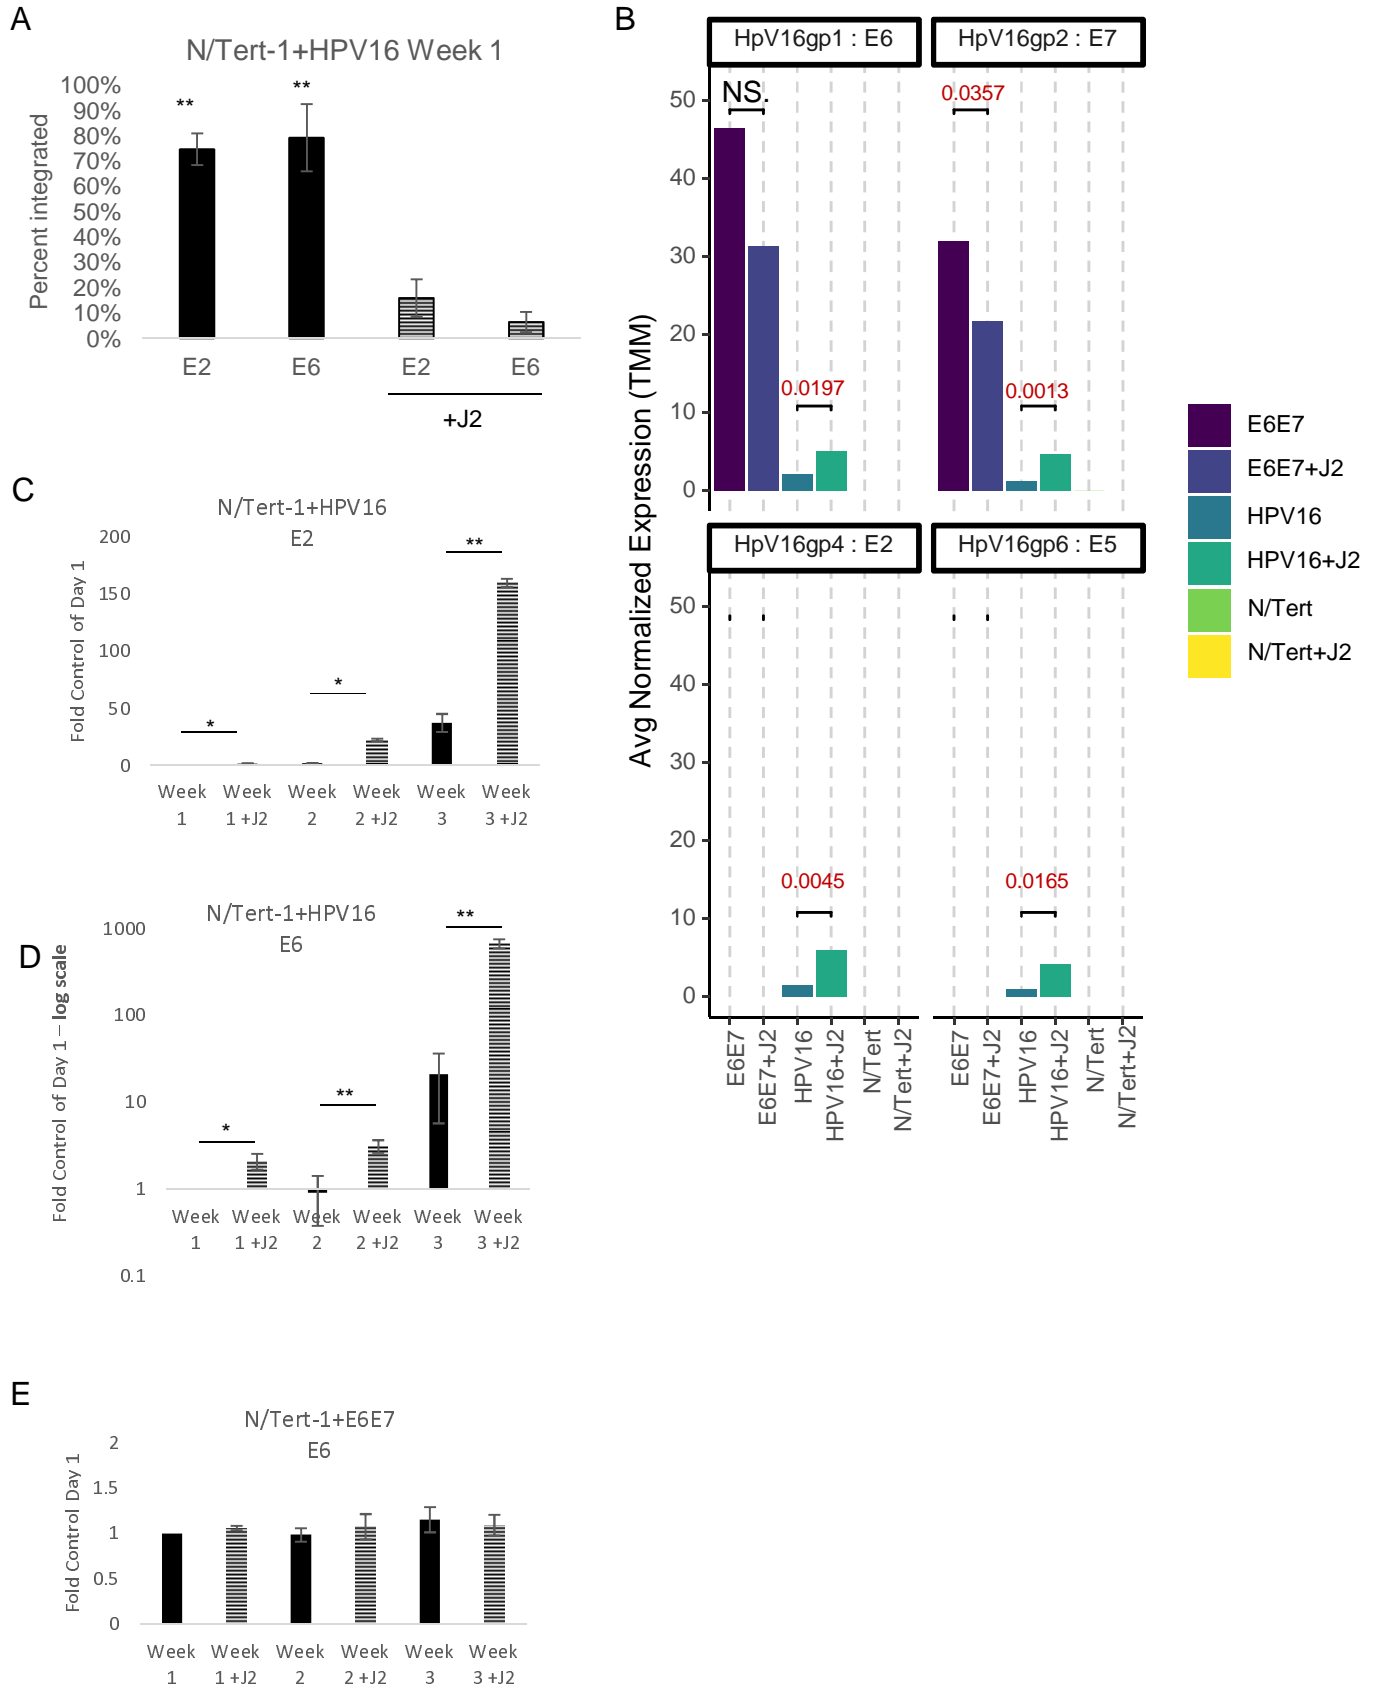 A
N/Tert-1+HPV16 Week 1
**
**
Percent integrated
100%
90%
80%
70%
60%
50%
40%
30%
20%
10%
0%
E2
E6
E2
E6
+J2
B
HpV16gp1 : E6
HpV16gp2 : E7
NS.
0.0357
0.0197
0.0013
50
40
30
20
10
0
HpV16gp4 : E2
HpV16gp6 : E5
0.0045
0.0165
50
40
30
20
10
0
Avg Normalized Expression (TMM)
E6E7
E6E7+J2
HPV16
HPV16+J2
N/Tert
N/Tert+J2
E6E7
E6E7+J2
HPV16
HPV16+J2
N/Tert
N/Tert+J2
E6E7
E6E7+J2
HPV16
HPV16+J2
N/Tert
N/Tert+J2
C
N/Tert-1+HPV16
E2
Fold Control of Day 1
200
150
100
50
0
*
*
**
Week 1
Week 1 +J2
Week 2
Week 2 +J2
Week 3
Week 3 +J2
D
N/Tert-1+HPV16
E6
Fold Control of Day 1 – log scale
1000
100
10
1
0.1
*
**
**
Week 1
Week 1 +J2
Week 2
Week 2 +J2
Week 3
Week 3 +J2
E
N/Tert-1+E6E7
E6
Fold Control Day 1
2
1.5
1
0.5
0
Week 1
Week 1 +J2
Week 2
Week 2 +J2
Week 3
Week 3 +J2